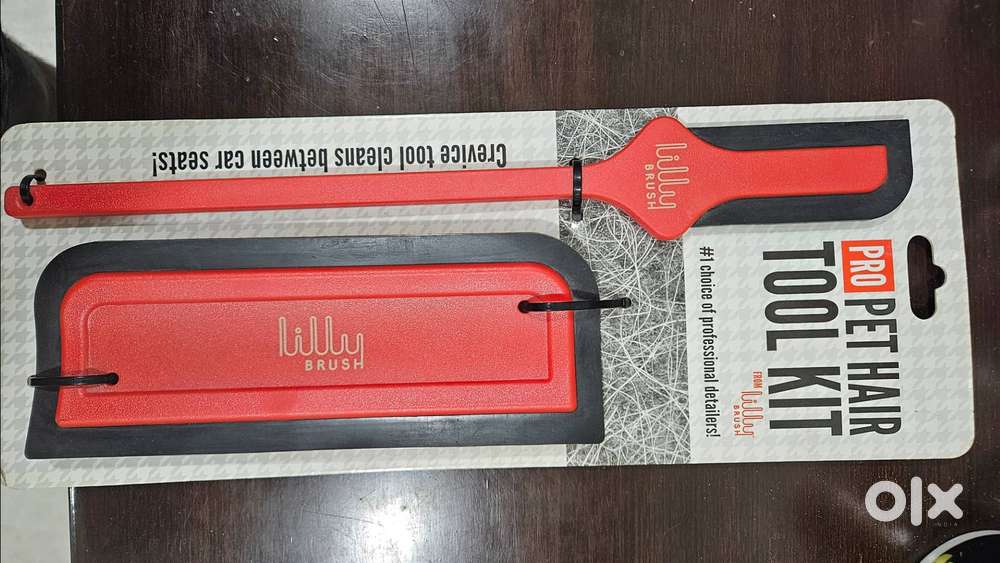 PRO PET HAIR
TOOL KIT
FROM lilly
BRUSH
#1 choice of professional detailers!
lilly
BRUSH
Crevice tool cleans between car seats!
lilly
BRUSH
olx
INDIA